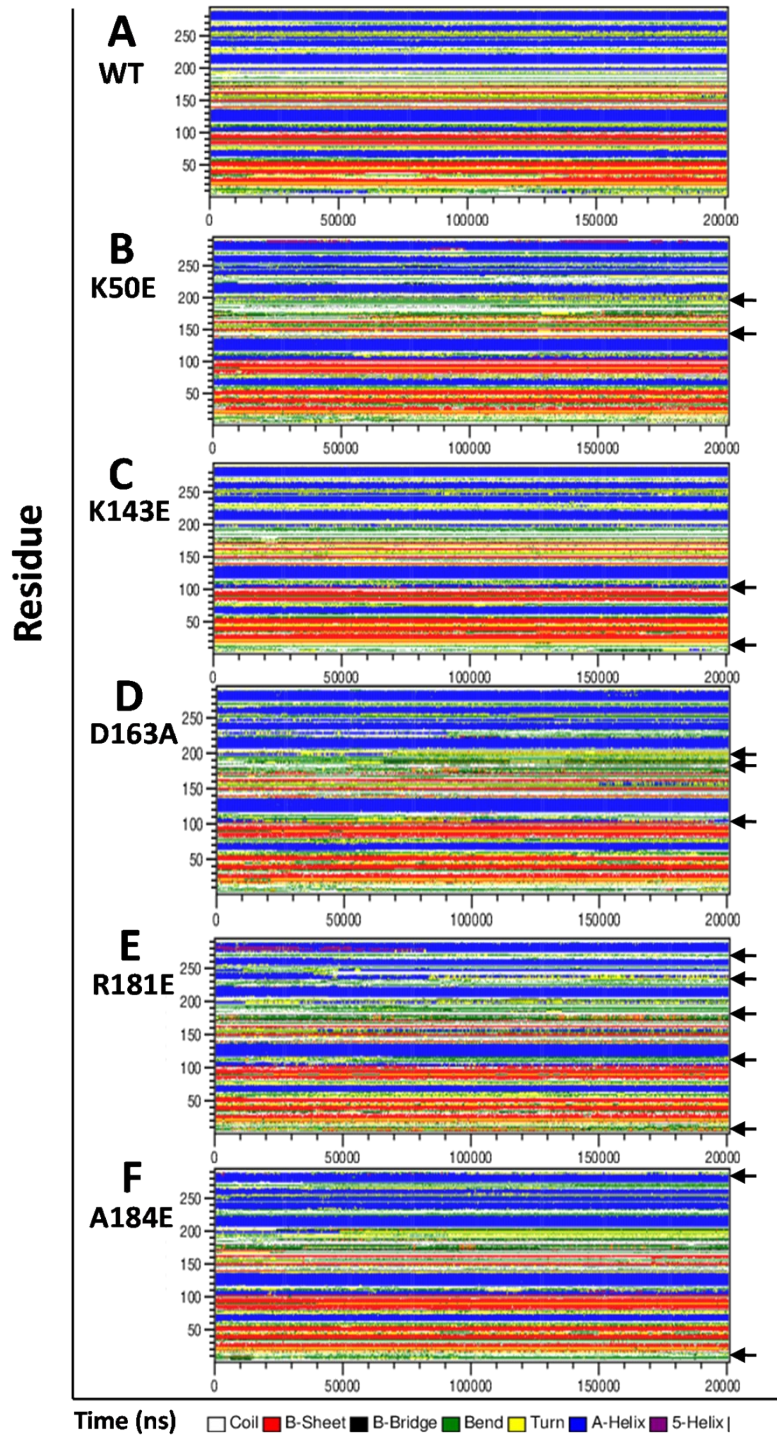 A
WT
250
200
150
100
50
0 50000 100000 150000 20000
B
K50E
250
200
150
100
50
0 50000 100000 150000 20000
C
K143E
250
200
150
100
50
0 50000 100000 150000 20000
D
D163A
250
200
150
100
50
0 50000 100000 150000 20000
E
R181E
250
200
150
100
50
0 50000 100000 150000 20000
F
A184E
250
200
150
100
50
0 50000 100000 150000 20000
Residue
Time (ns) Coil B-Sheet B-Bridge Bend Turn A-Helix 5-Helix